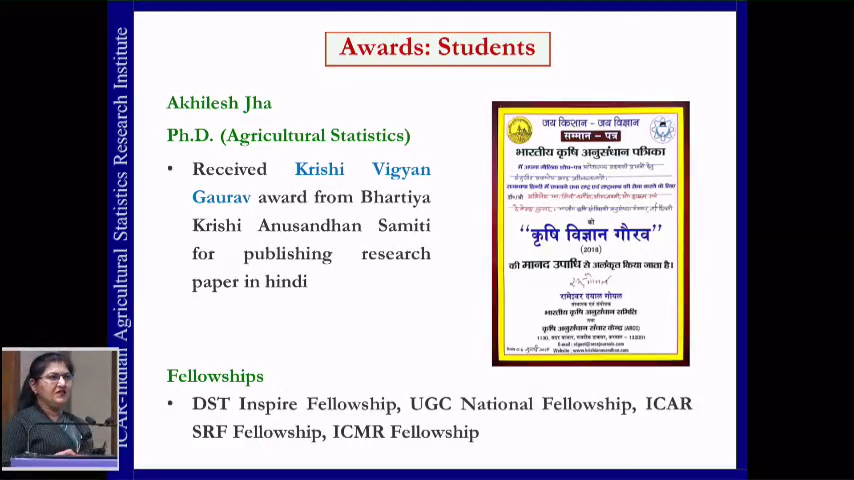 ICAR-Indian Agricultural Statistics Research Institute
Awards: Students
Akhilesh Jha
Ph.D. (Agricultural Statistics)
• Received Krishi Vigyan
Gaurav award from Bhartiya
Krishi Anusandhan Samiti
for publishing research
paper in hindi
जय किसान - जय विज्ञान
सम्मान - पत्र
भारतीय कृषि अनुसंधान पत्रिका
को
“कृषि विज्ञान गौरव”
(2018)
की मानद उपाधि से अलंकृत किया जाता है।
रामेश्वर दयाल गोयल
भारतीय कृषि अनुसंधान समिति
कृषि अनुसंधान संचार केन्द्र (ARCC)
Fellowships
• DST Inspire Fellowship, UGC National Fellowship, ICAR
SRF Fellowship, ICMR Fellowship